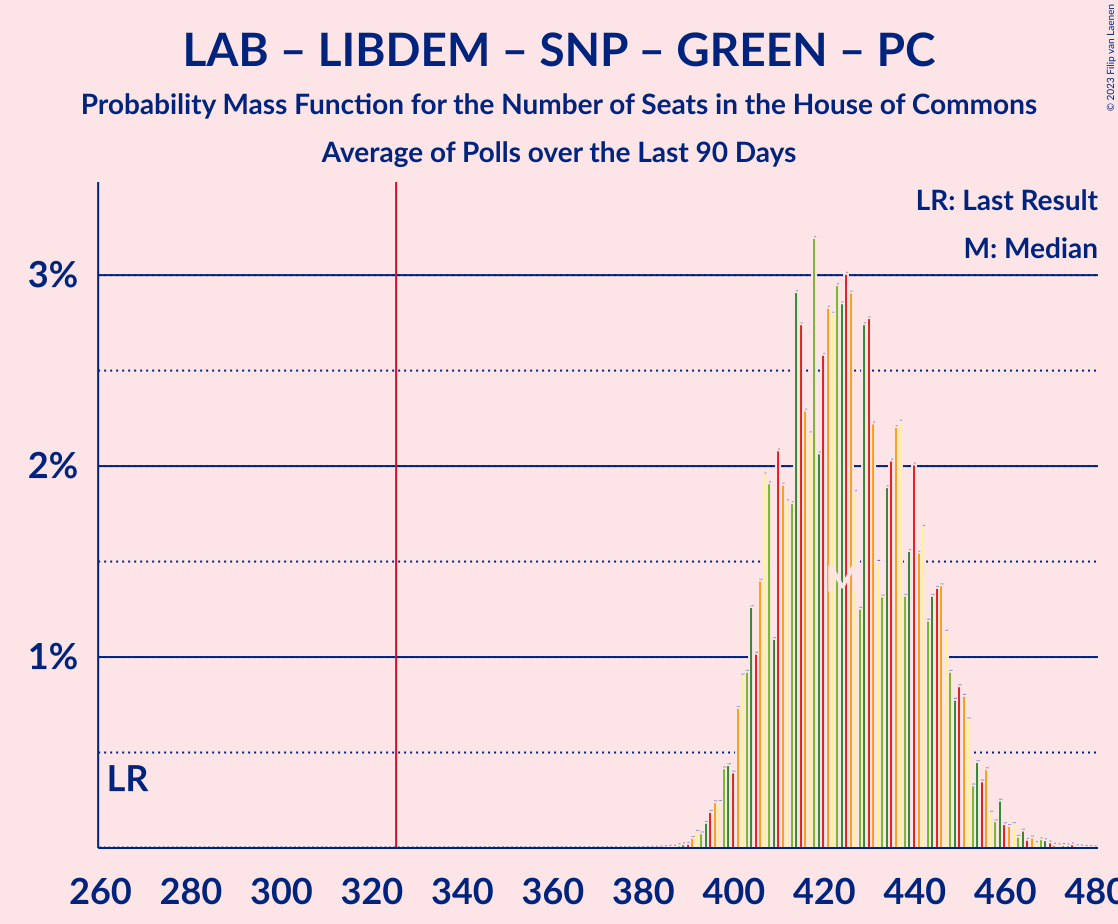 LAB – LIBDEM – SNP – GREEN – PC
Probability Mass Function for the Number of Seats in the House of Commons
Average of Polls over the Last 90 Days
© 2023 Filip van Laenen
LR: Last Result
M: Median
3%
2%
1%
M
LR
260 280 300 320 340 360 380 400 420 440 460 480